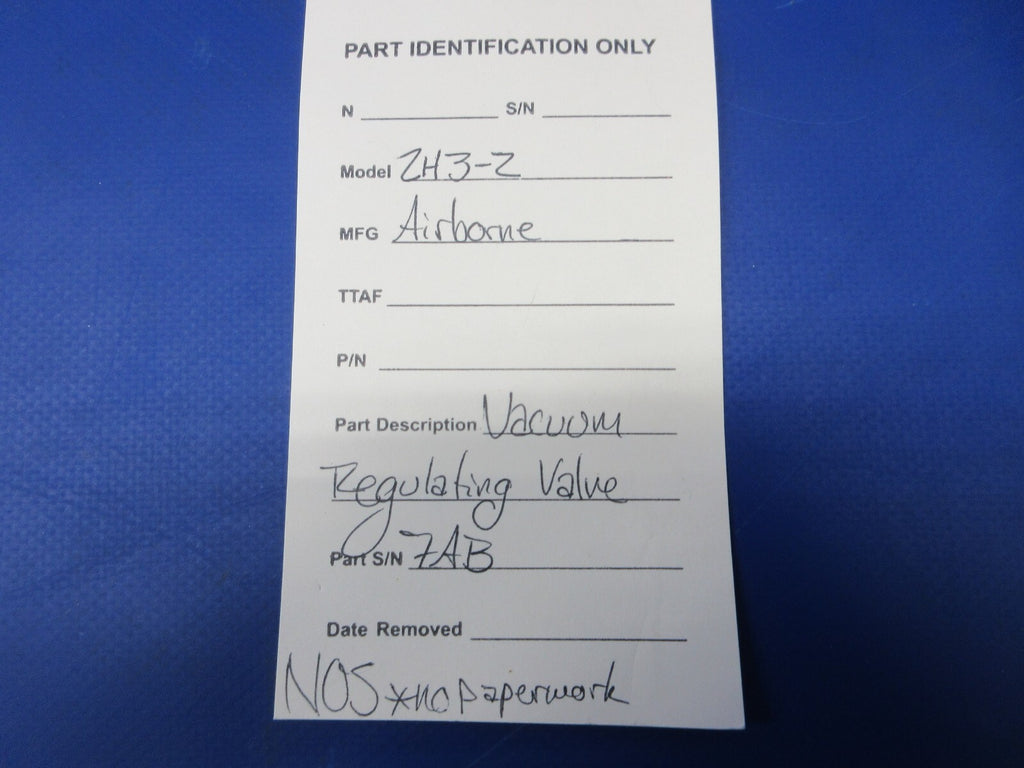 PART IDENTIFICATION ONLY
N S/N
Model 2H3-2
MFG Airborne
TTAF
P/N
Part Description Vacuum
Regulating Valve
Part S/N 7AB
Date Removed
NOS *no paperwork